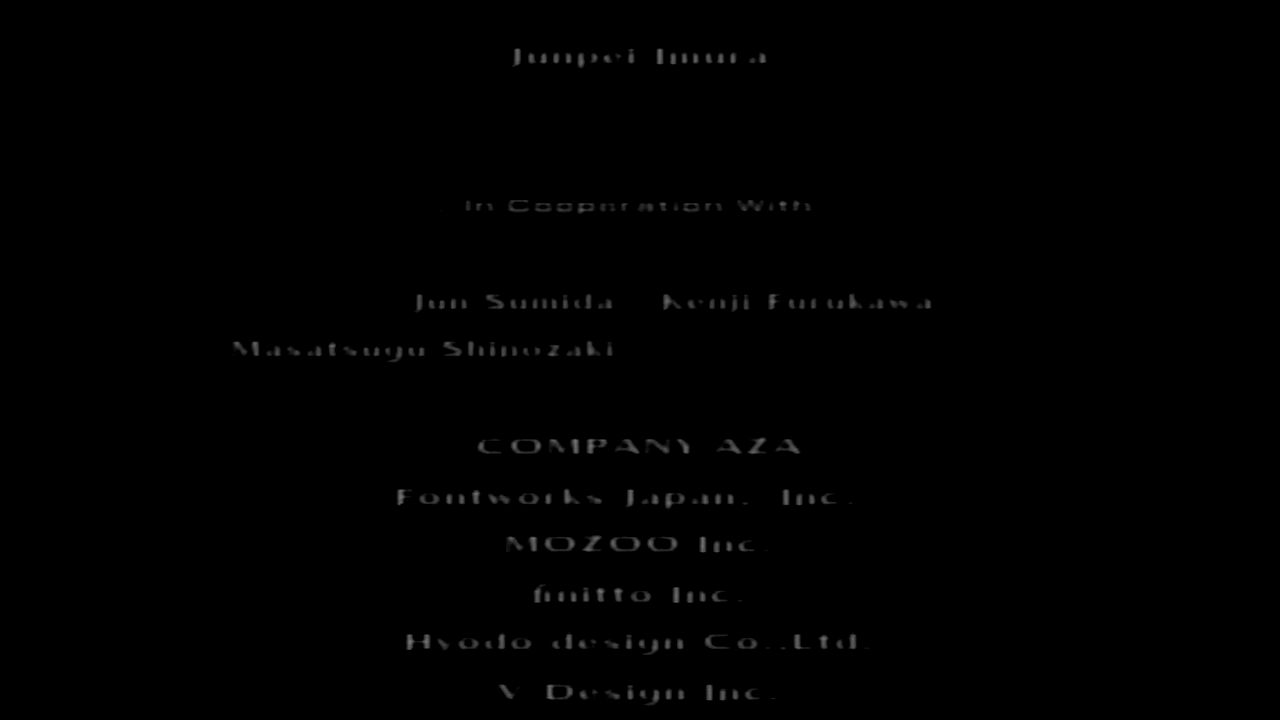 Junpei Imura
In Cooperation With
Jun Sumida Kenji Furukawa
Masatsugu Shinozaki
COMPANY AZA
Fontworks Japan, Inc.
MOZOO Inc.
finitto Inc.
Hyodo design Co.,Ltd.
V Design Inc.